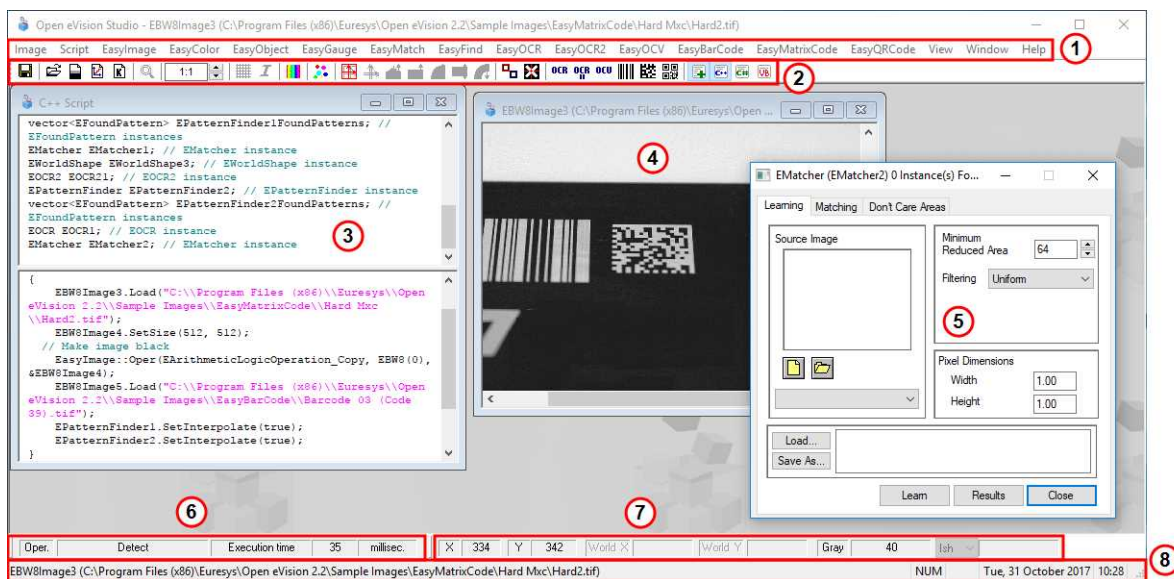 Open eVision Studio - EBW8Image3 (C:\Program Files (x86)\Euresys\Open eVision 2.2\Sample Images\EasyMatrixCode\Hard Mxc\Hard2.tif)
Image Script EasyImage EasyColor EasyObject EasyGauge EasyMatch EasyFind EasyOCR EasyOCR2 EasyOCV EasyBarCode EasyMatrixCode EasyQRCode View Window Help
1
1:1 OCR OCR II OCV C++ C# VB
2
C++ Script
vector<EFoundPattern> EPatternFinder1FoundPatterns; //
EFoundPattern instances
EMatcher EMatcher1; // EMatcher instance
EWorldShape EWorldShape3; // EWorldShape instance
EOCR2 EOCR21; // EOCR2 instance
EPatternFinder EPatternFinder2; // EPatternFinder instance
vector<EFoundPattern> EPatternFinder2FoundPatterns; //
EFoundPattern instances
EOCR EOCR1; // EOCR instance
EMatcher EMatcher2; // EMatcher instance
3
{
EBW8Image3.Load("C:\\Program Files (x86)\\Euresys\\Open
eVision 2.2\\Sample Images\\EasyMatrixCode\\Hard Mxc
\\Hard2.tif");
EBW8Image4.SetSize(512, 512);
// Make image black
EasyImage::Oper(EArithmeticLogicOperation_Copy, EBW8(0),
&EBW8Image4);
EBW8Image5.Load("C:\\Program Files (x86)\\Euresys\\Open
eVision 2.2\\Sample Images\\EasyBarCode\\Barcode 03 (Code
39).tif");
EPatternFinder1.SetInterpolate(true);
EPatternFinder2.SetInterpolate(true);
}
EBW8Image3 (C:\Program Files (x86)\Euresys\Open ...
4
EMatcher (EMatcher2) 0 Instance(s) Fo...
Learning Matching Don't Care Areas
Source Image
Minimum
Reduced Area 64
Filtering Uniform
5
Pixel Dimensions
Width 1.00
Height 1.00
Load...
Save As...
Learn Results Close
6
7
Oper. Detect Execution time 35 millisec. X 334 Y 342 World X World Y Gray 40 Ish
8
EBW8Image3 (C:\Program Files (x86)\Euresys\Open eVision 2.2\Sample Images\EasyMatrixCode\Hard Mxc\Hard2.tif) NUM Tue, 31 October 2017 10:28